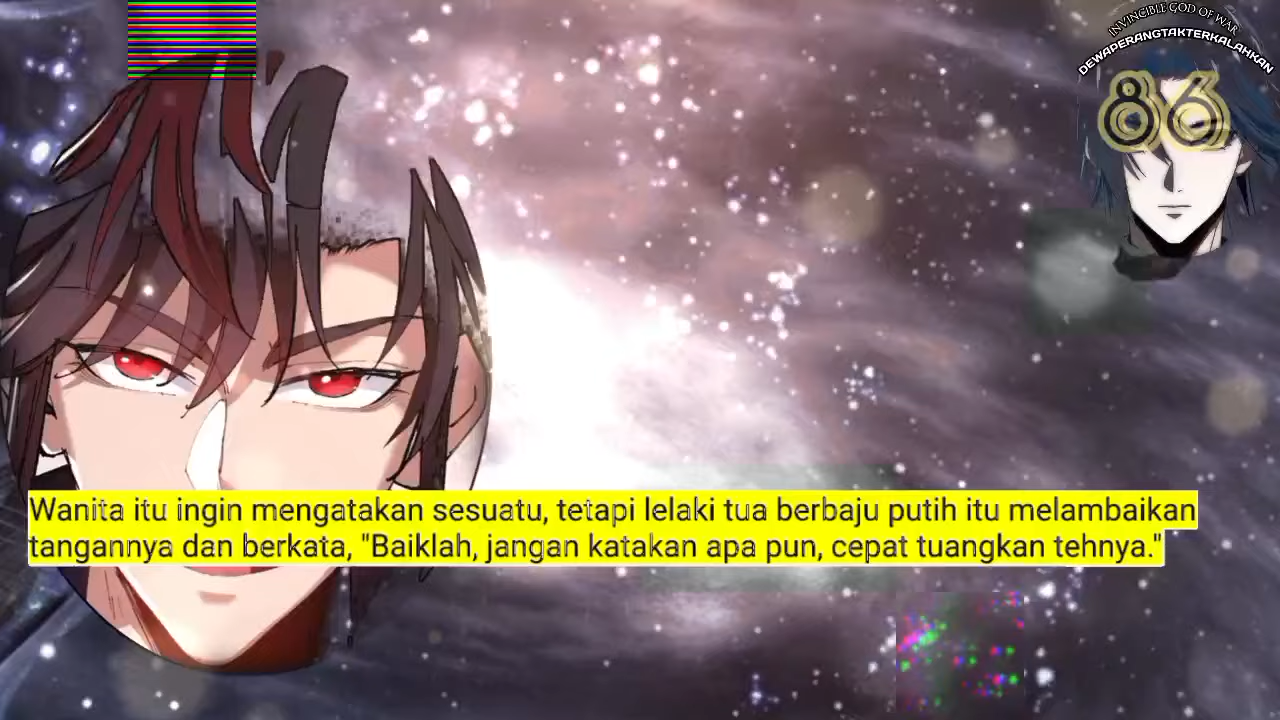 INVINCIBLE GOD OF WAR
DEWAPERANGTAKTERKALAHKAN
86
Wanita itu ingin mengatakan sesuatu, tetapi lelaki tua berbaju putih itu melambaikan
tangannya dan berkata, "Baiklah, jangan katakan apa pun, cepat tuangkan tehnya."